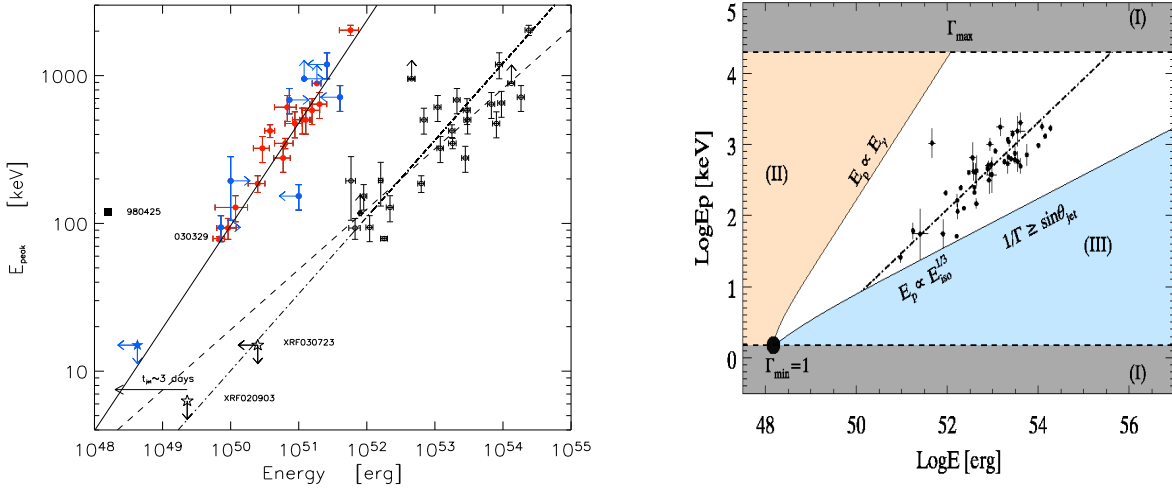 1000
100
10
E_peak [keV]
980425
030329
XRF030723
t_jet~3 days
XRF020903
10^48 10^49 10^50 10^51 10^52 10^53 10^54 10^55
Energy [erg]
5
4
3
2
1
0
LogEp [keV]
(I)
Γ_max
(II)
E_p ∝ E_γ
1/Γ ≥ sinθ_jet
(III)
E_p ∝ E_iso^1/3
Γ_min=1
(I)
48 50 52 54 56
LogE [erg]